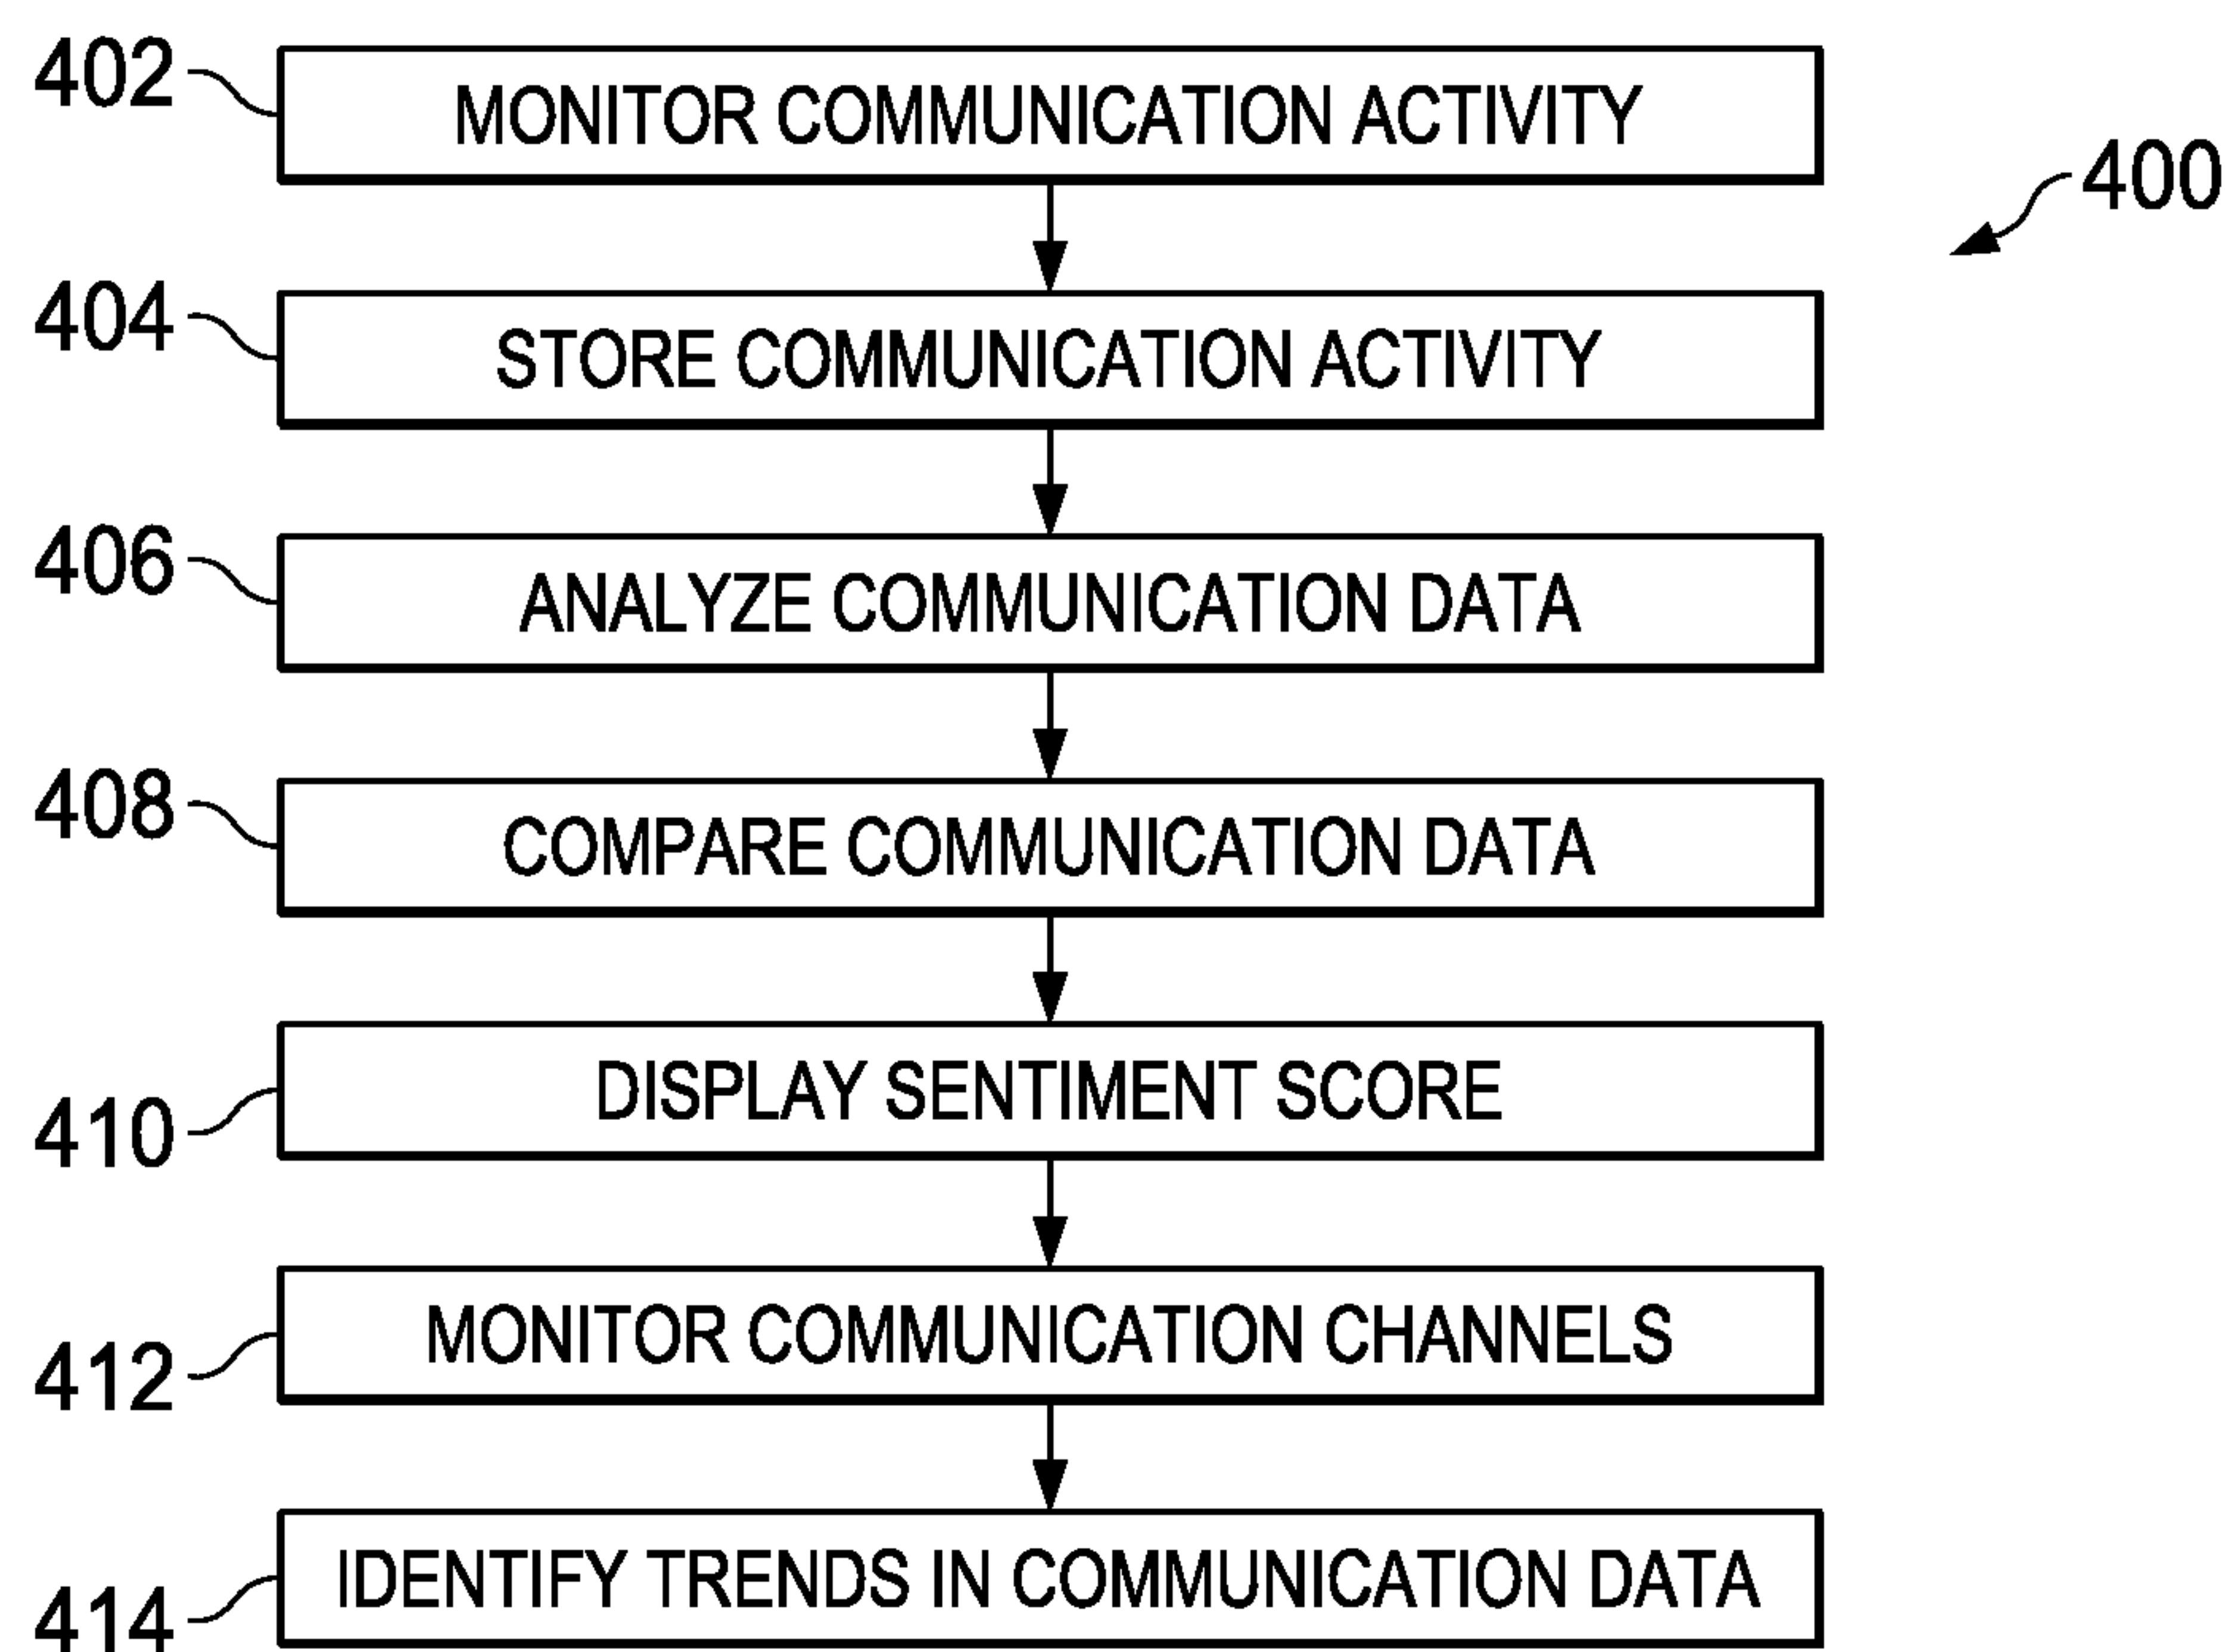 402
MONITOR COMMUNICATION ACTIVITY
400
404
STORE COMMUNICATION ACTIVITY
406
ANALYZE COMMUNICATION DATA
408
COMPARE COMMUNICATION DATA
410
DISPLAY SENTIMENT SCORE
412
MONITOR COMMUNICATION CHANNELS
414
IDENTIFY TRENDS IN COMMUNICATION DATA